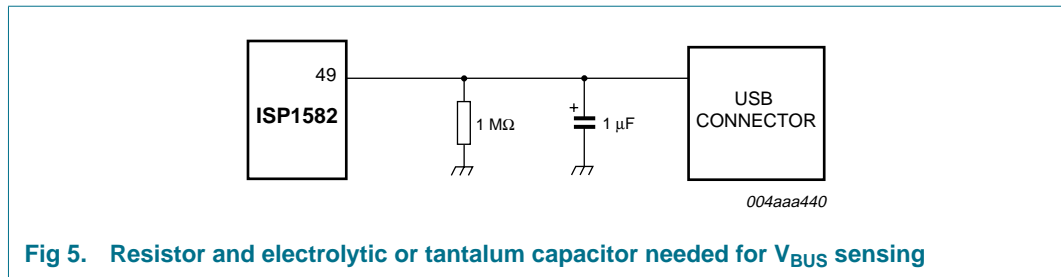 49
ISP1582
1 MΩ
+
1 μF
USB
CONNECTOR
004aaa440
Fig 5. Resistor and electrolytic or tantalum capacitor needed for VBUS sensing